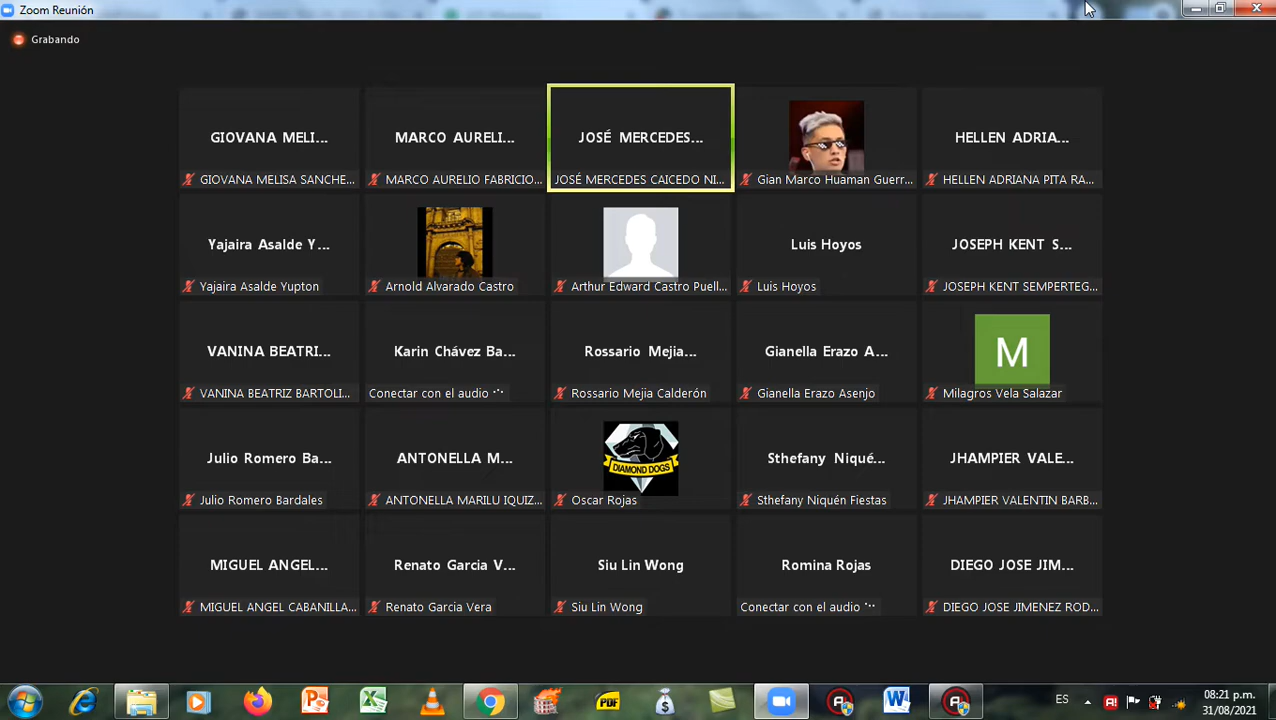 Zoom Reunión
Grabando
GIOVANA MELI...
GIOVANA MELISA SANCHE...
MARCO AURELI...
MARCO AURELIO FABRICIO...
JOSÉ MERCEDES...
JOSÉ MERCEDES CAICEDO NI...
Gian Marco Huaman Guerr...
HELLEN ADRIA...
HELLEN ADRIANA PITA RA...
Yajaira Asalde Y...
Yajaira Asalde Yupton
Arnold Alvarado Castro
Arthur Edward Castro Puell...
Luis Hoyos
Luis Hoyos
JOSEPH KENT S...
JOSEPH KENT SEMPERTEG...
VANINA BEATRI...
VANINA BEATRIZ BARTOLI...
Karin Chávez Ba...
Conectar con el audio
Rossario Mejia...
Rossario Mejia Calderón
Gianella Erazo A...
Gianella Erazo Asenjo
M
Milagros Vela Salazar
Julio Romero Ba...
Julio Romero Bardales
ANTONELLA M...
ANTONELLA MARILU IQUIZ...
DIAMOND DOGS
Oscar Rojas
Sthefany Niqué...
Sthefany Niquén Fiestas
JHAMPIER VALE...
JHAMPIER VALENTIN BARB...
MIGUEL ANGEL...
MIGUEL ANGEL CABANILLA...
Renato Garcia V...
Renato Garcia Vera
Siu Lin Wong
Siu Lin Wong
Romina Rojas
Conectar con el audio
DIEGO JOSE JIM...
DIEGO JOSE JIMENEZ ROD...
PDF
ES
08:21 p.m.
31/08/2021